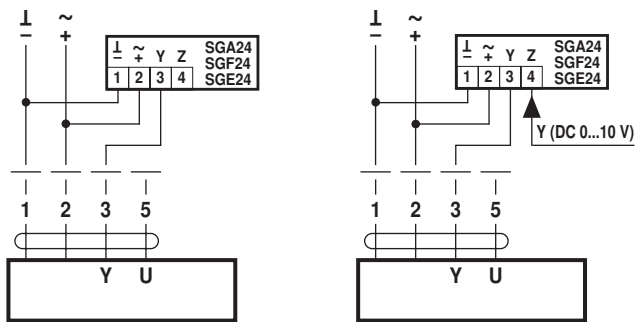 ⊥ ~
– +
⊥ ~ Y Z SGA24
– + SGF24
1 2 3 4 SGE24
1 2 3 5
Y U
⊥ ~
– +
⊥ ~ Y Z SGA24
– + SGF24
1 2 3 4 SGE24
Y (DC 0...10 V)
1 2 3 5
Y U